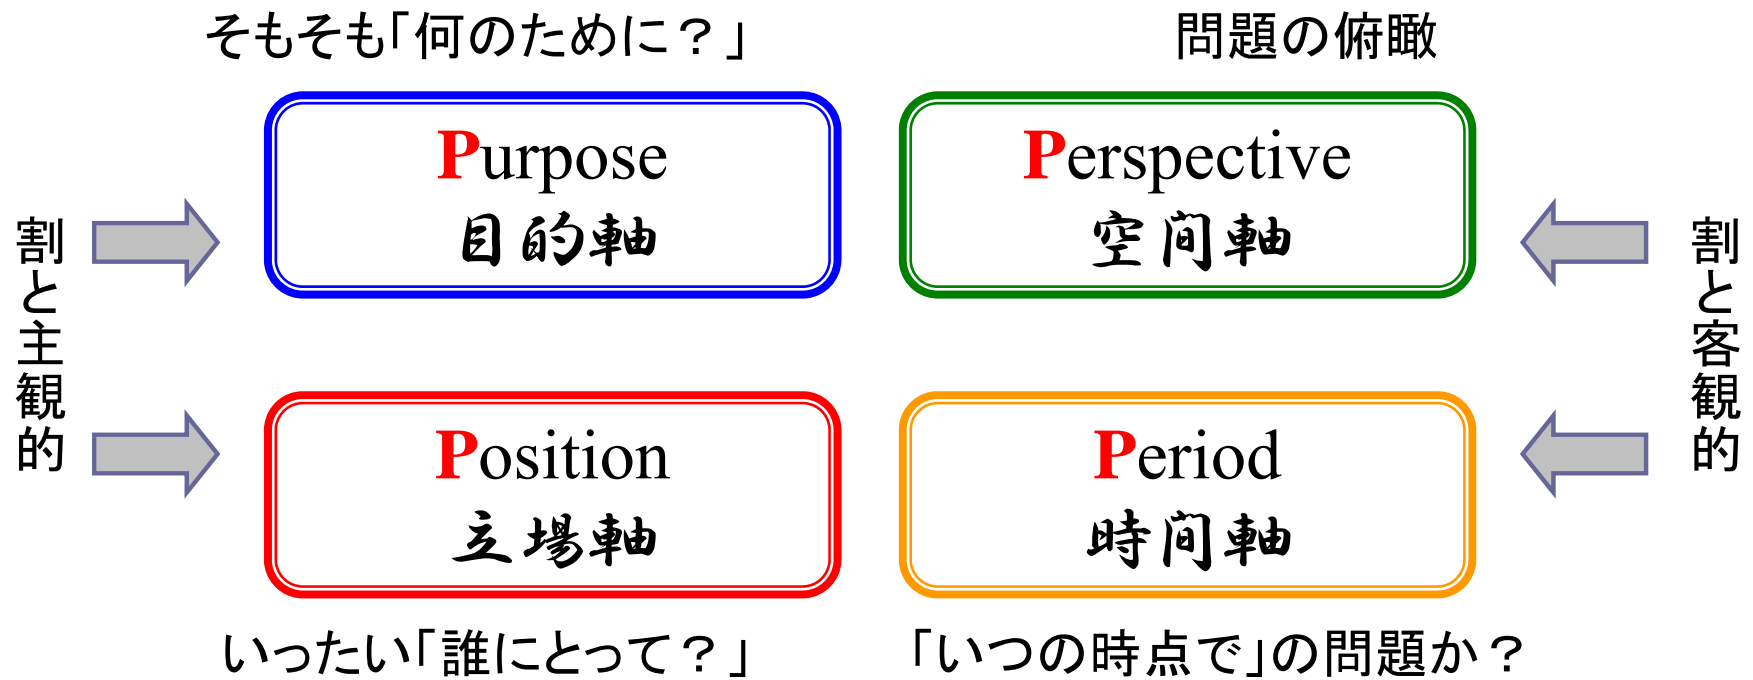 そもそも「何のために？」
問題の俯瞰
Purpose
目的軸
Perspective
空間軸
割と主観的
割と客観的
Position
立場軸
Period
時間軸
いったい「誰にとって？」
「いつの時点で」の問題か？